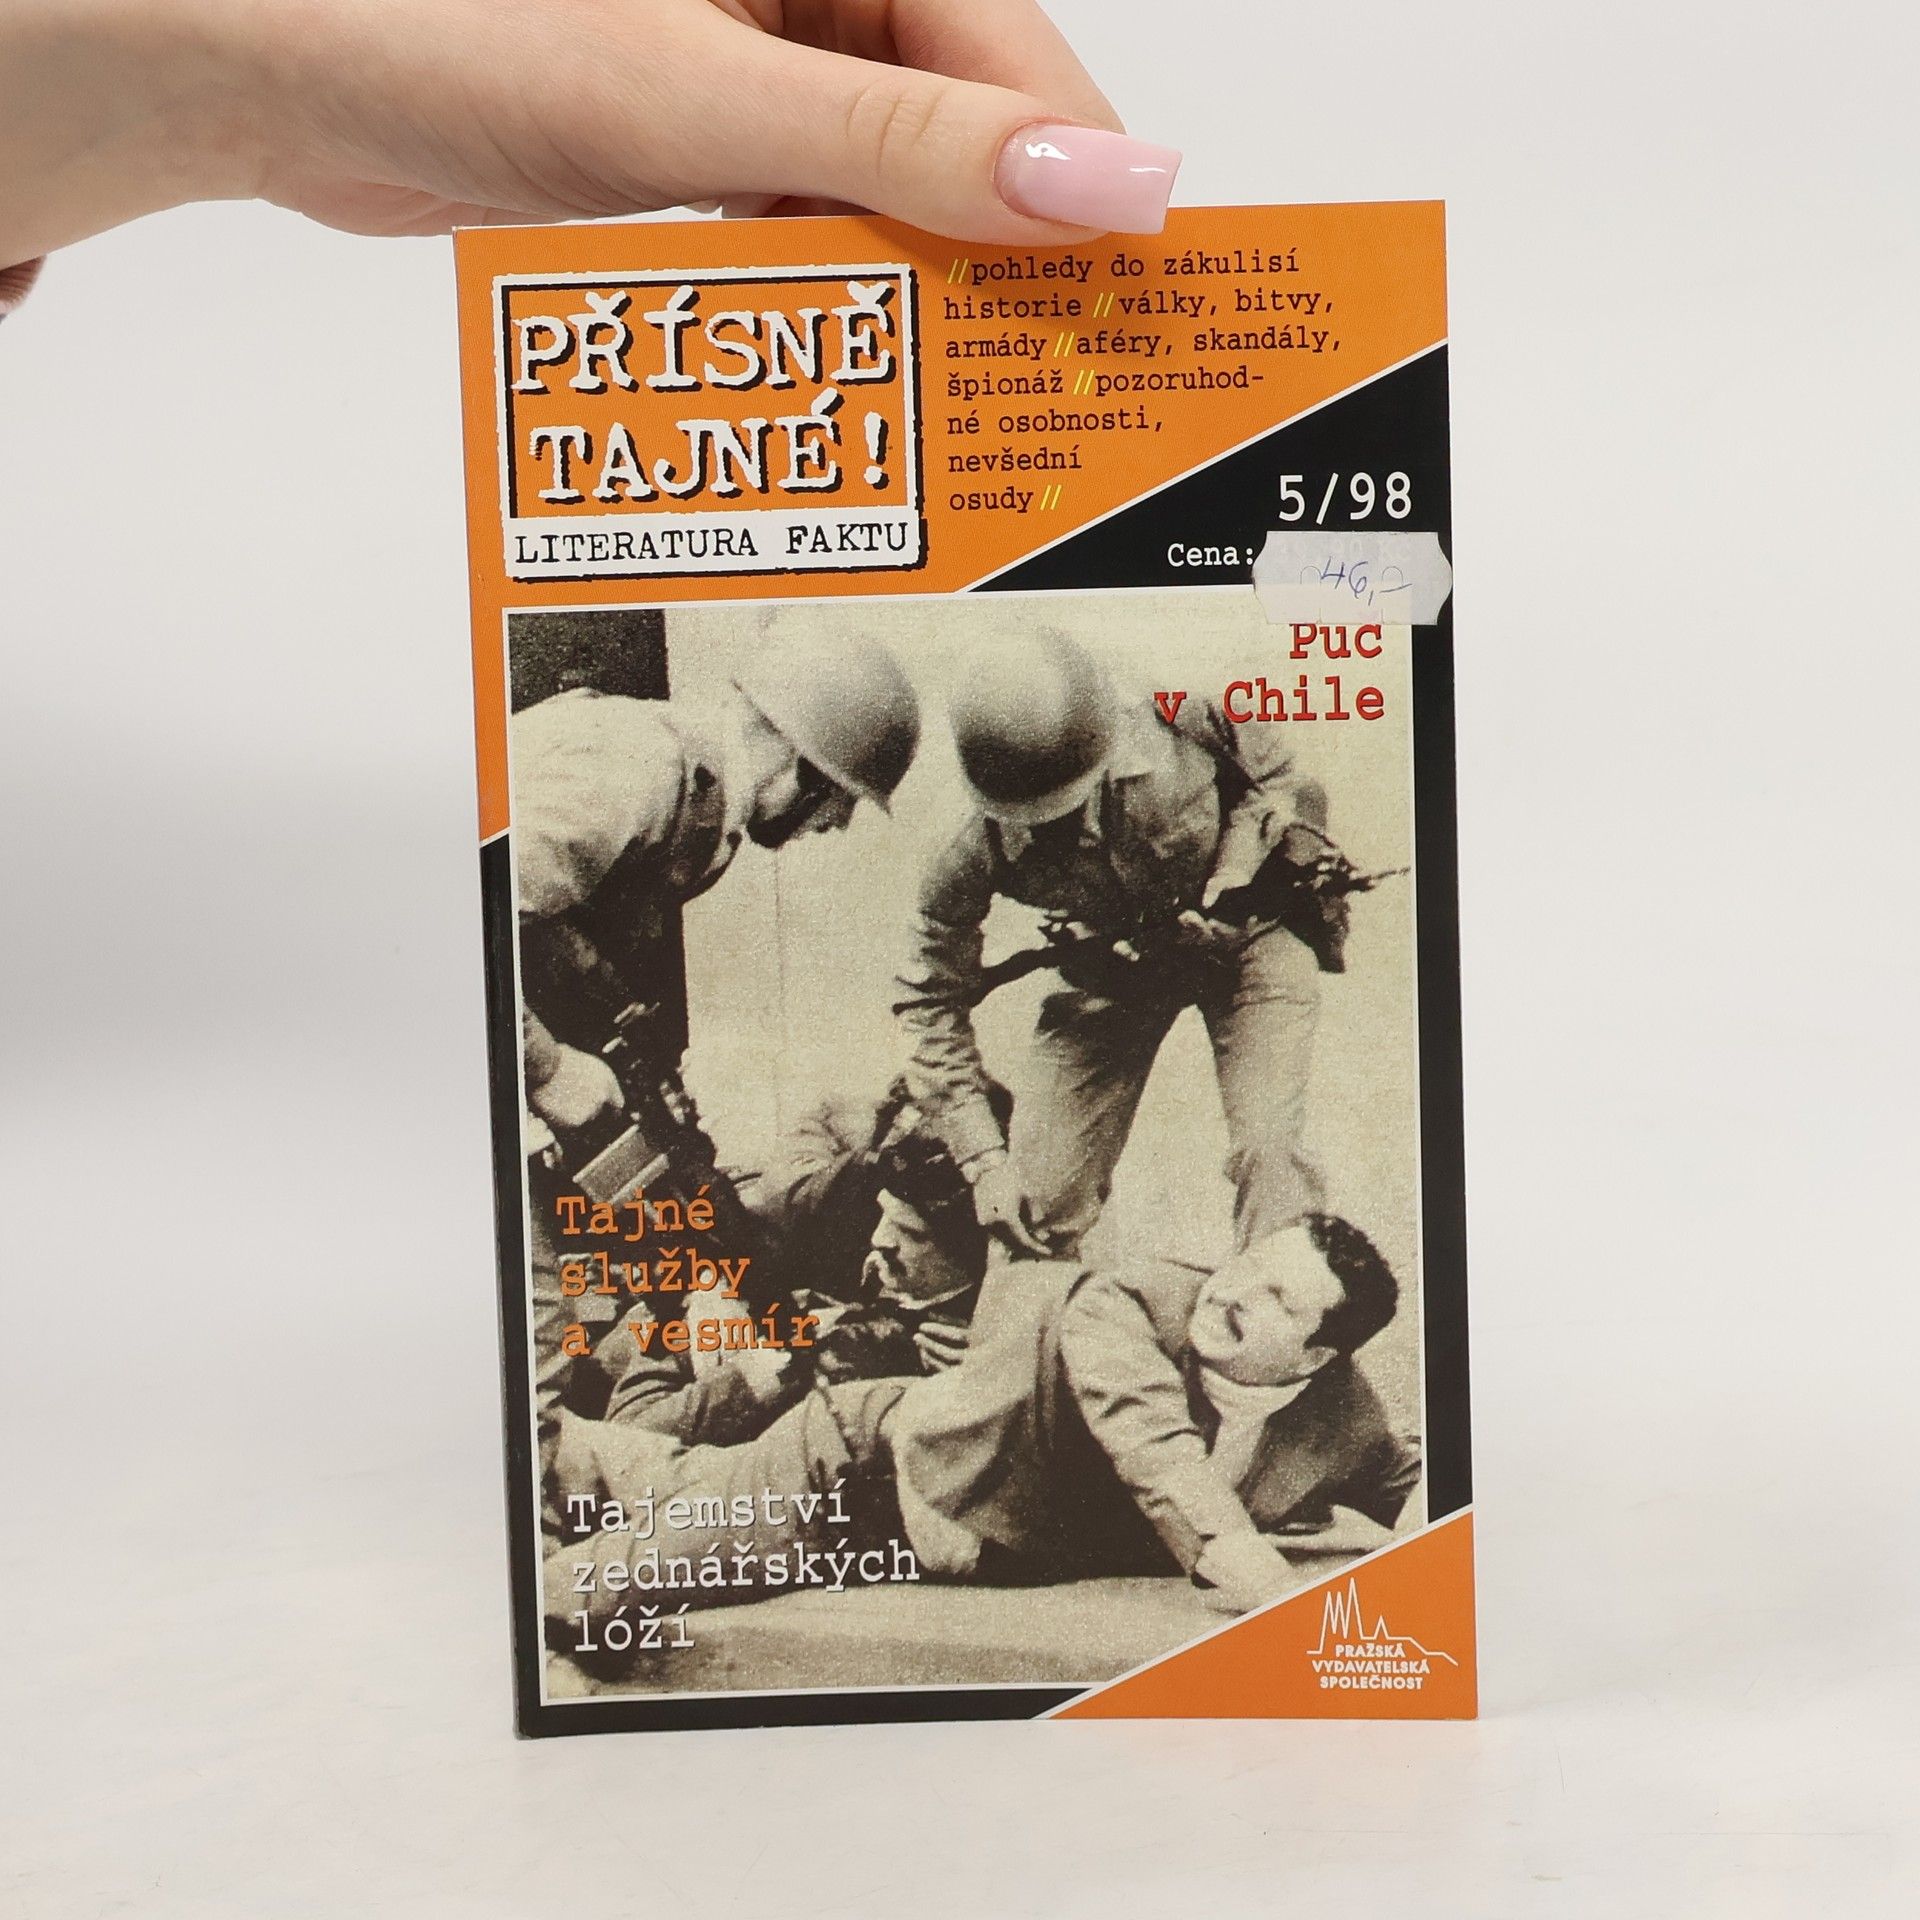 PŘÍSNĚ
TAJNÉ!
LITERATURA FAKTU
//pohledy do zákulisí
historie //války, bitvy,
armády //aféry, skandály,
špionáž //pozoruhod-
né osobnosti,
nevšední
osudy //
5/98
Cena:
46,-
Puč
v Chile
Tajné
služby
a vesmír
Tajemství
zednářských
lóží
PRAŽSKÁ
VYDAVATELSKÁ
SPOLEČNOST